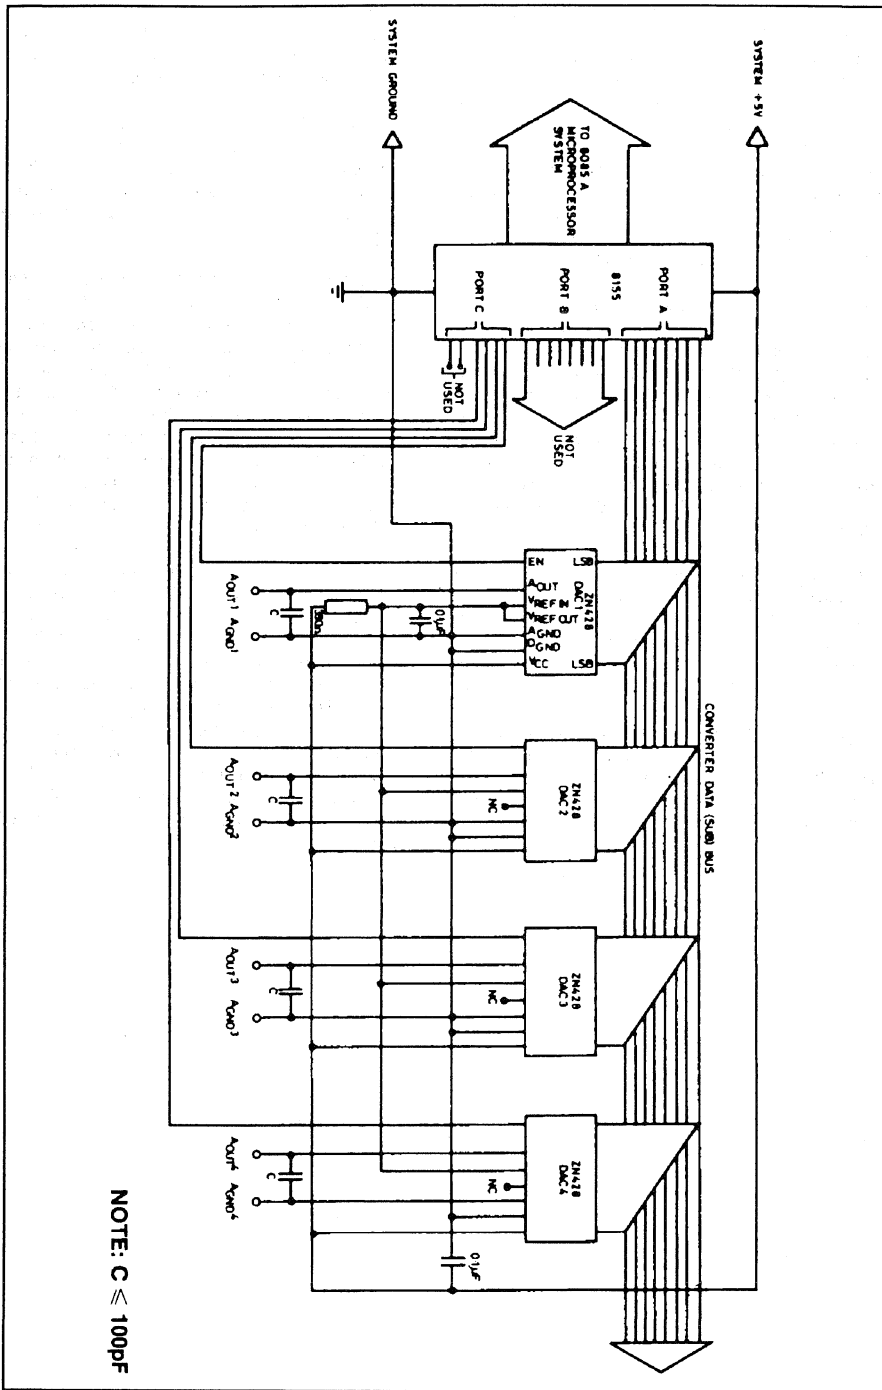 SYSTEM +5V
CONVERTER DATA (SUB) BUS
TO 8085 A
MICROPROCESSOR
SYSTEM
PORT A
8155
PORT B
PORT C
NOT
USED
NOT
USED
LSB
LSB
ZN428
DAC1
EN
AOUT
VREF IN
VREF OUT
AGND
DGND
VCC
ZN428
DAC2
NC
ZN428
DAC3
NC
ZN428
DAC4
NC
0.1µF
0.1µF
390Ω
SYSTEM GROUND
C
C
C
C
AOUT1
AGND1
AOUT2
AGND2
AOUT3
AGND3
AOUT4
AGND4
NOTE: C ⩽ 100pF